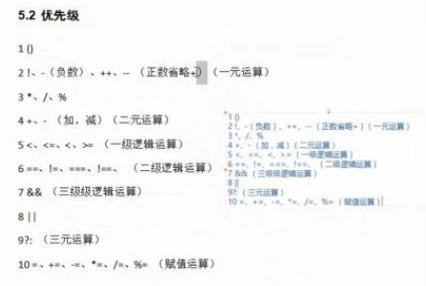 5.2 优先级
1 ()
2 !、-（负数）、++、--（正数省略+）（一元运算）
3 *、/、%
4 +、-（加，减）（二元运算）
5 <、<=、<、>=（一级逻辑运算）
6 ==、!=、===、!==、（二级逻辑运算）
7 &&（三级级逻辑运算）
8 ||
9?:（三元运算）
10 =、+=、-=、*=、/=、%=（赋值运算）
1 ()
2 !、-（负数）、++、--（正数省略+）（一元运算）
3 *、/、%
4 +、-（加，减）（二元运算）
5 <、<=、<、>=（一级逻辑运算）
6 ==、!=、===、!==、（二级逻辑运算）
7 &&（三级级逻辑运算）
8 ||
9?:（三元运算）
10 =、+=、-=、*=、/=、%=（赋值运算）